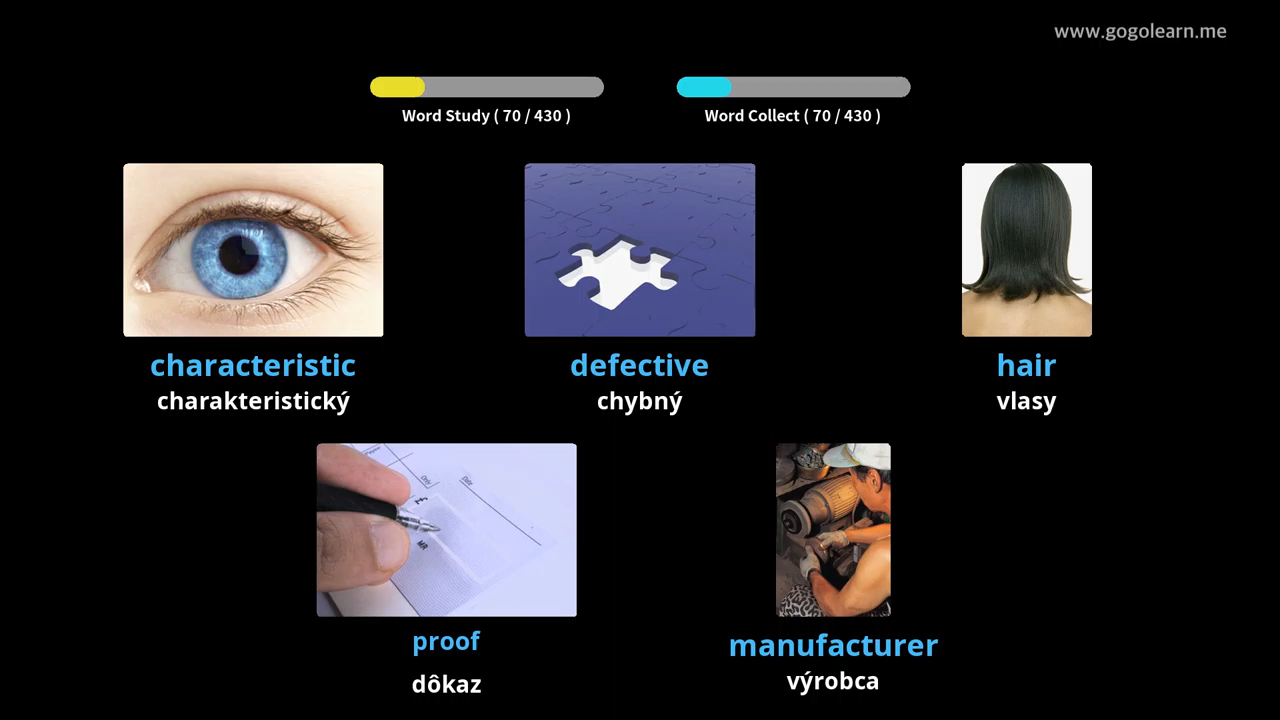 www.gogolearn.me
Word Study ( 70 / 430 )
Word Collect ( 70 / 430 )
characteristic
charakteristický
defective
chybný
hair
vlasy
proof
dôkaz
manufacturer
výrobca